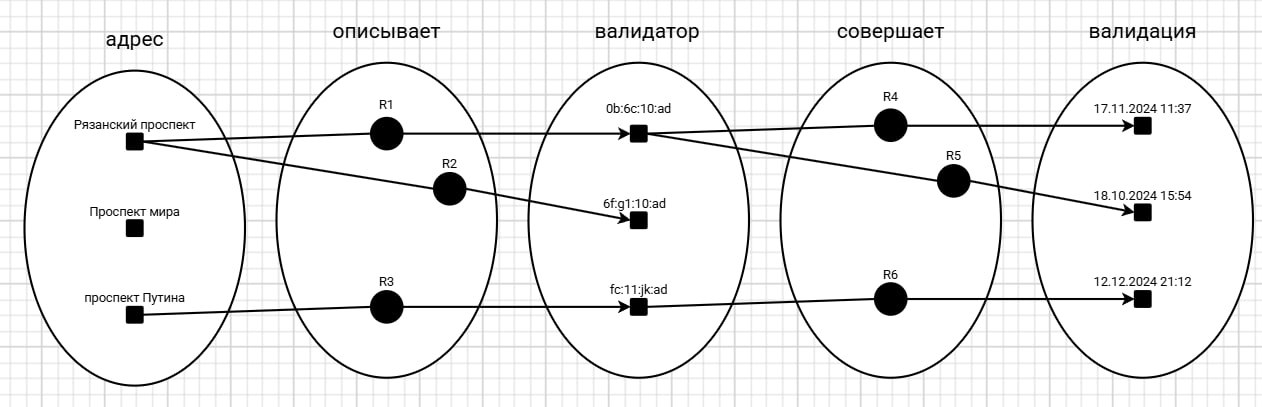 адрес
описывает
валидатор
совершает
валидация
Рязанский проспект
Проспект мира
проспект Путина
R1
R2
R3
0b:6c:10:ad
6f:g1:10:ad
fc:11:jk:ad
R4
R5
R6
17.11.2024 11:37
18.10.2024 15:54
12.12.2024 21:12